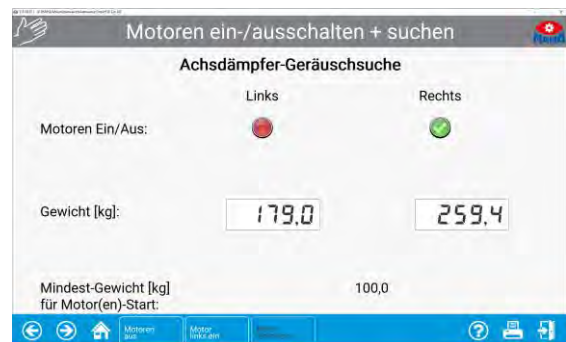 Motoren ein-/ausschalten + suchen
Achsdämpfer-Geräuschsuche
Links Rechts
Motoren Ein/Aus:
Gewicht [kg]: 179,0 259,4
Mindest-Gewicht [kg] 100,0
für Motor(en)-Start:
Motoren Motor
aus links ein